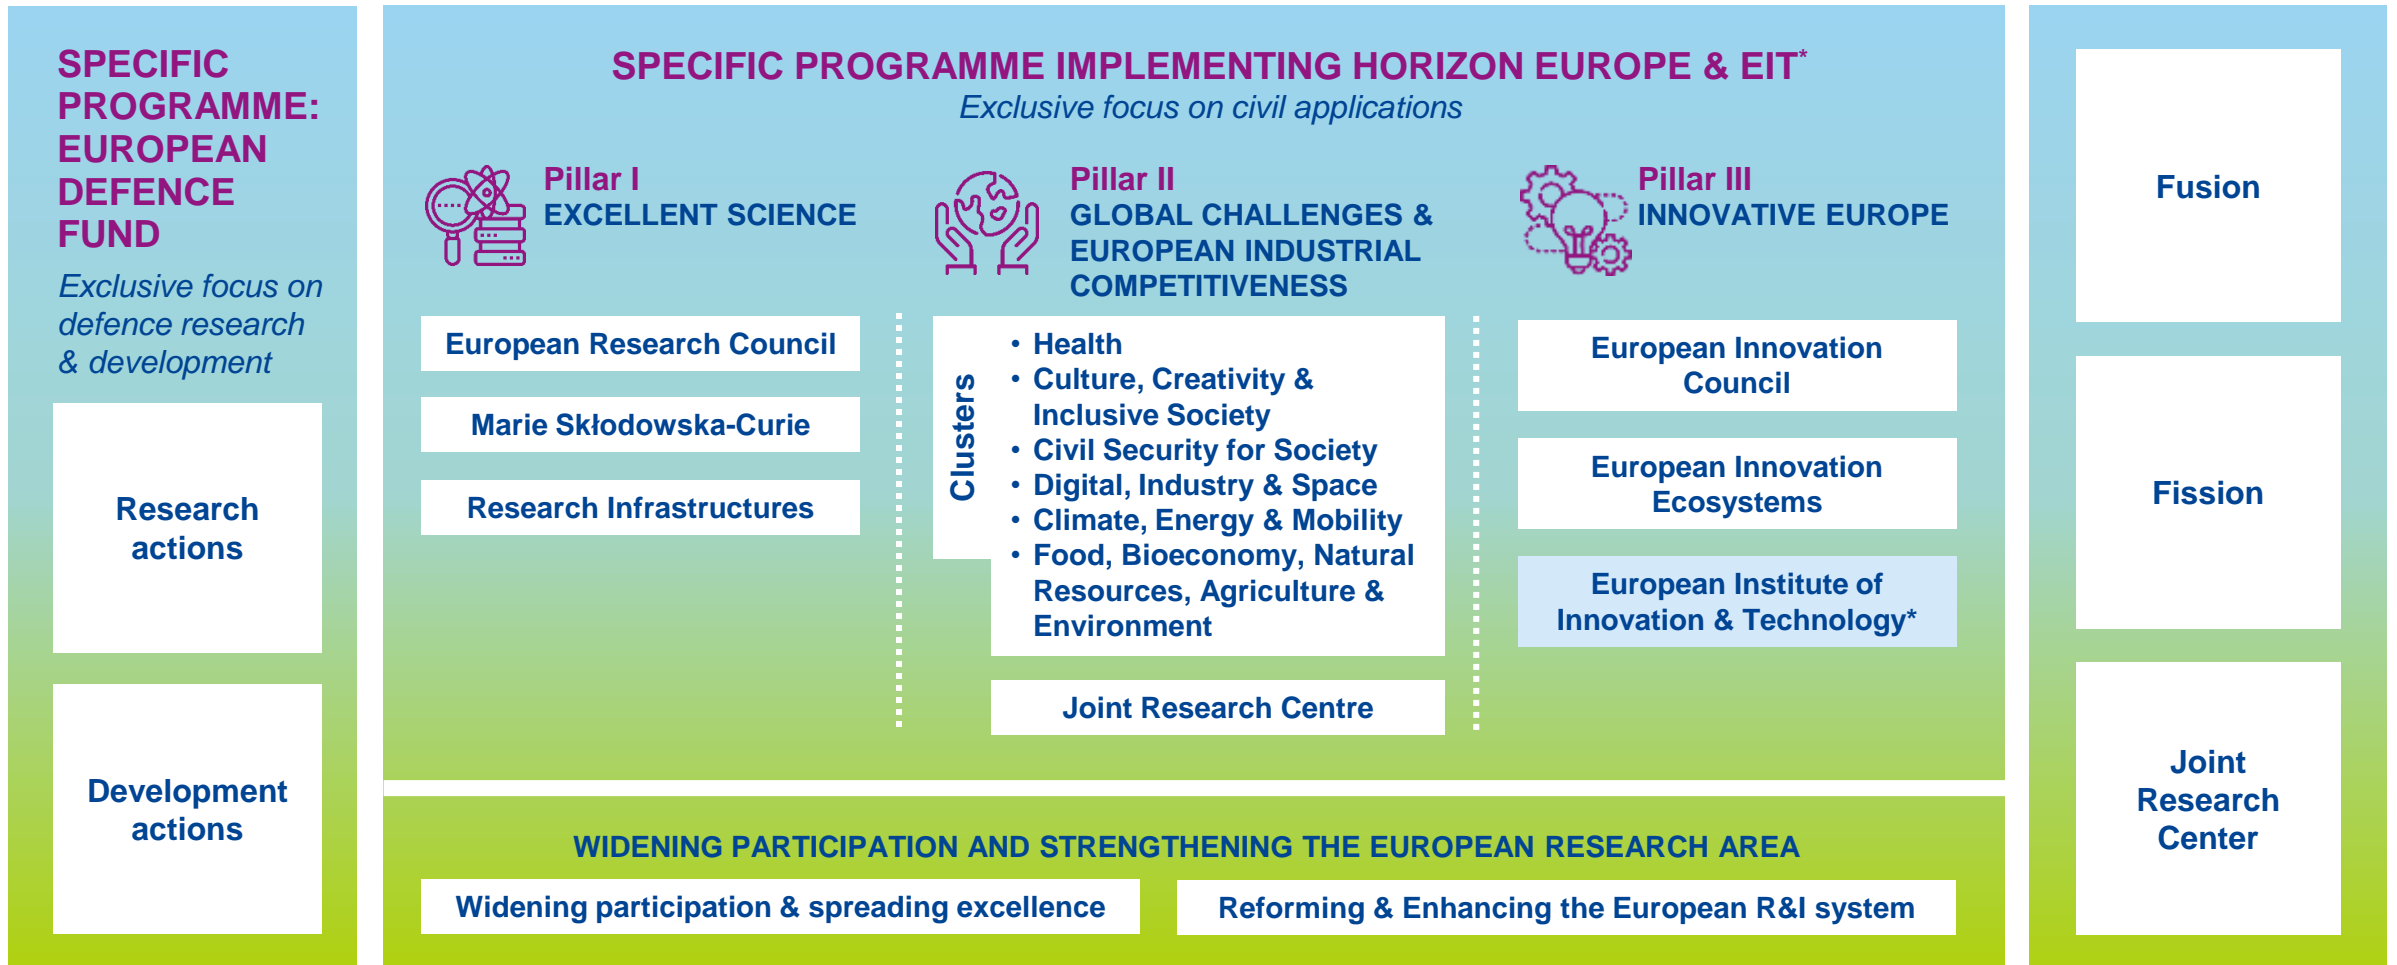 SPECIFIC
PROGRAMME:
EUROPEAN
DEFENCE
FUND
Exclusive focus on
defence research
& development
Research
actions
Development
actions
SPECIFIC PROGRAMME IMPLEMENTING HORIZON EUROPE & EIT*
Exclusive focus on civil applications
Pillar I
EXCELLENT SCIENCE
European Research Council
Marie Skłodowska-Curie
Research Infrastructures
Pillar II
GLOBAL CHALLENGES &
EUROPEAN INDUSTRIAL
COMPETITIVENESS
Clusters
• Health
• Culture, Creativity &
Inclusive Society
• Civil Security for Society
• Digital, Industry & Space
• Climate, Energy & Mobility
• Food, Bioeconomy, Natural
Resources, Agriculture &
Environment
Joint Research Centre
Pillar III
INNOVATIVE EUROPE
European Innovation
Council
European Innovation
Ecosystems
European Institute of
Innovation & Technology*
WIDENING PARTICIPATION AND STRENGTHENING THE EUROPEAN RESEARCH AREA
Widening participation & spreading excellence
Reforming & Enhancing the European R&I system
Fusion
Fission
Joint
Research
Center